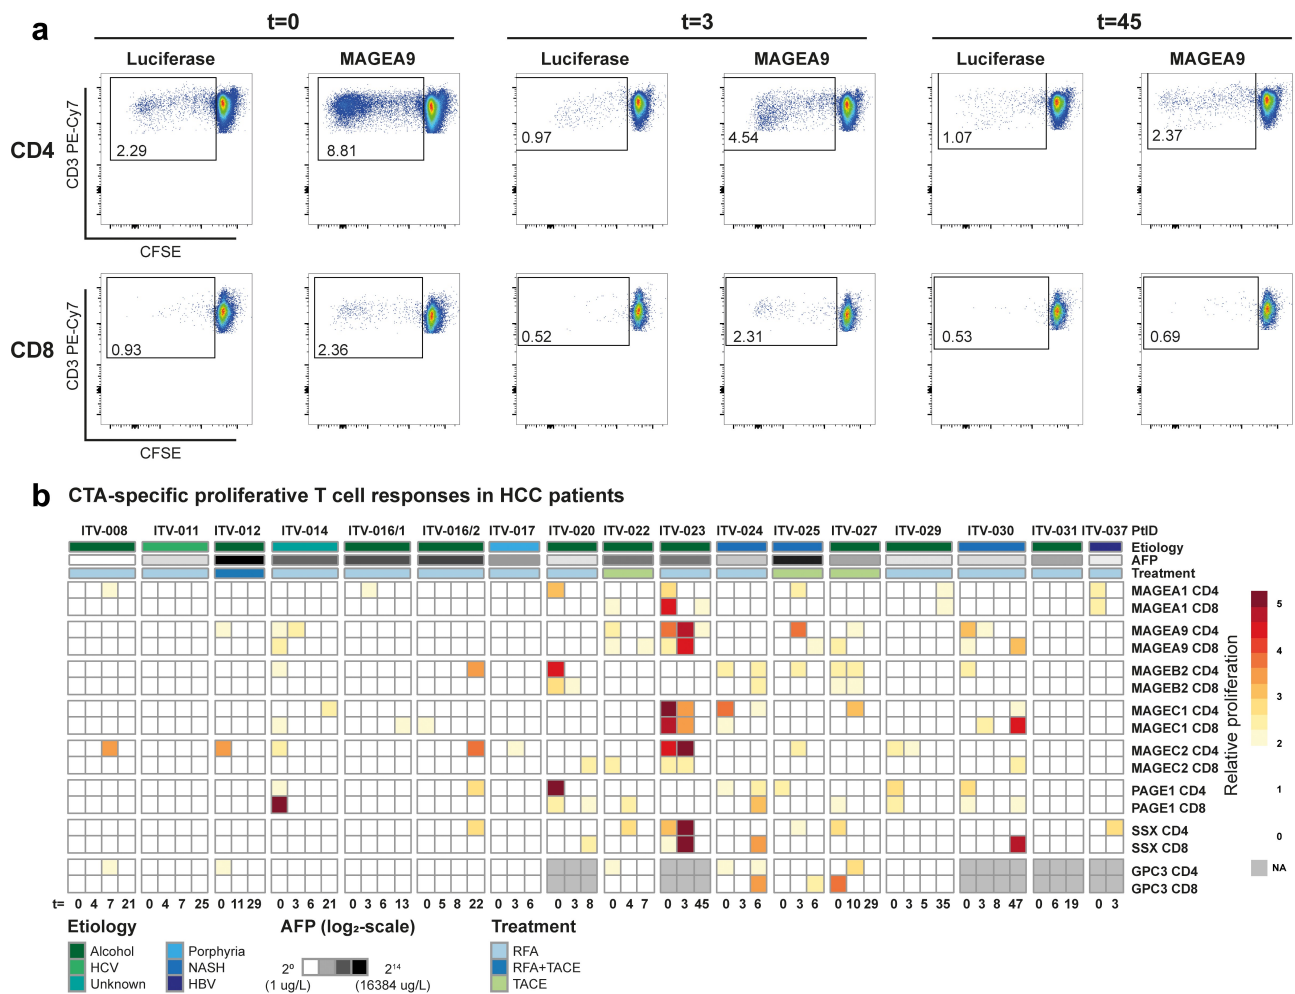 a
t=0
t=3
t=45
Luciferase
MAGEA9
Luciferase
MAGEA9
Luciferase
MAGEA9
CD4
CD3 PE-Cy7
2.29
8.81
0.97
4.54
1.07
2.37
CFSE
CD8
CD3 PE-Cy7
0.93
2.36
0.52
2.31
0.53
0.69
CFSE
b CTA-specific proliferative T cell responses in HCC patients
ITV-008 ITV-011 ITV-012 ITV-014 ITV-016/1 ITV-016/2 ITV-017 ITV-020 ITV-022 ITV-023 ITV-024 ITV-025 ITV-027 ITV-029 ITV-030 ITV-031 ITV-037 PtID
Etiology
AFP
Treatment
MAGEA1 CD4
MAGEA1 CD8
MAGEA9 CD4
MAGEA9 CD8
MAGEB2 CD4
MAGEB2 CD8
MAGEC1 CD4
MAGEC1 CD8
MAGEC2 CD4
MAGEC2 CD8
PAGE1 CD4
PAGE1 CD8
SSX CD4
SSX CD8
GPC3 CD4
GPC3 CD8
Relative proliferation
5
4
3
2
1
0
NA
t= 0 4 7 21 0 4 7 25 0 11 29 0 6 6 21 0 3 6 13 0 5 8 22 0 3 6 0 3 8 0 4 7 0 3 45 0 3 6 0 3 6 0 10 29 0 3 5 35 0 3 8 47 0 6 19 0 3
Etiology
Alcohol
HCV
Unknown
Porphyria
NASH
HBV
AFP (log₂-scale)
2⁰ 2¹⁴
(1 ug/L) (16384 ug/L)
Treatment
RFA
RFA+TACE
TACE